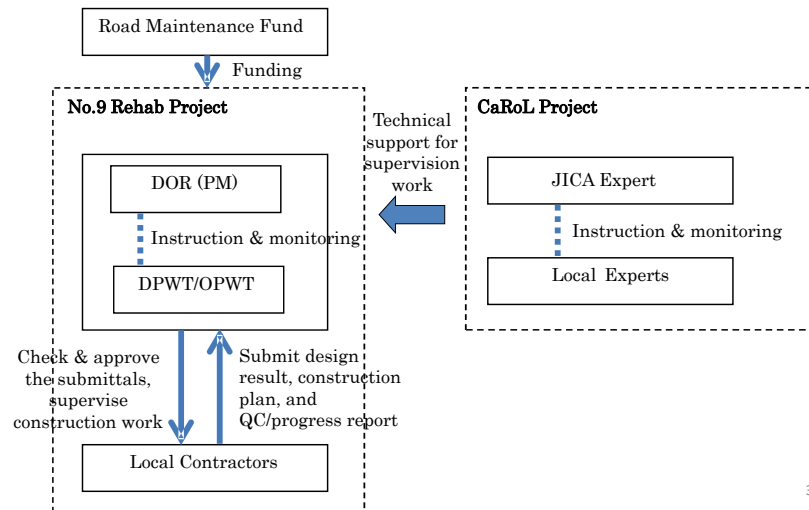 Road Maintenance Fund
Funding
No.9 Rehab Project
DOR (PM)
Instruction & monitoring
DPWT/OPWT
Check & approve
the submittals,
supervise
construction work
Submit design
result, construction
plan, and
QC/progress report
Local Contractors
Technical
support for
supervision
work
CaRoL Project
JICA Expert
Instruction & monitoring
Local Experts